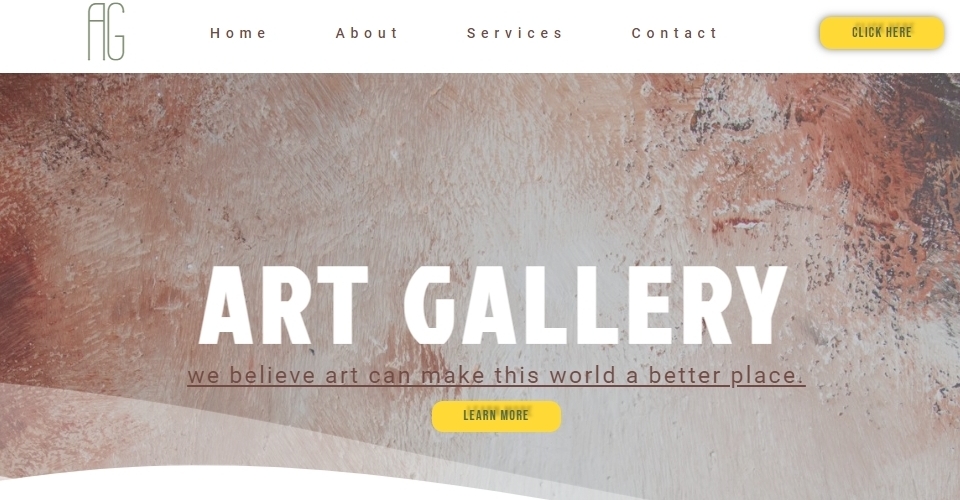 AG
Home About Services Contact
CLICK HERE
ART GALLERY
we believe art can make this world a better place.
LEARN MORE